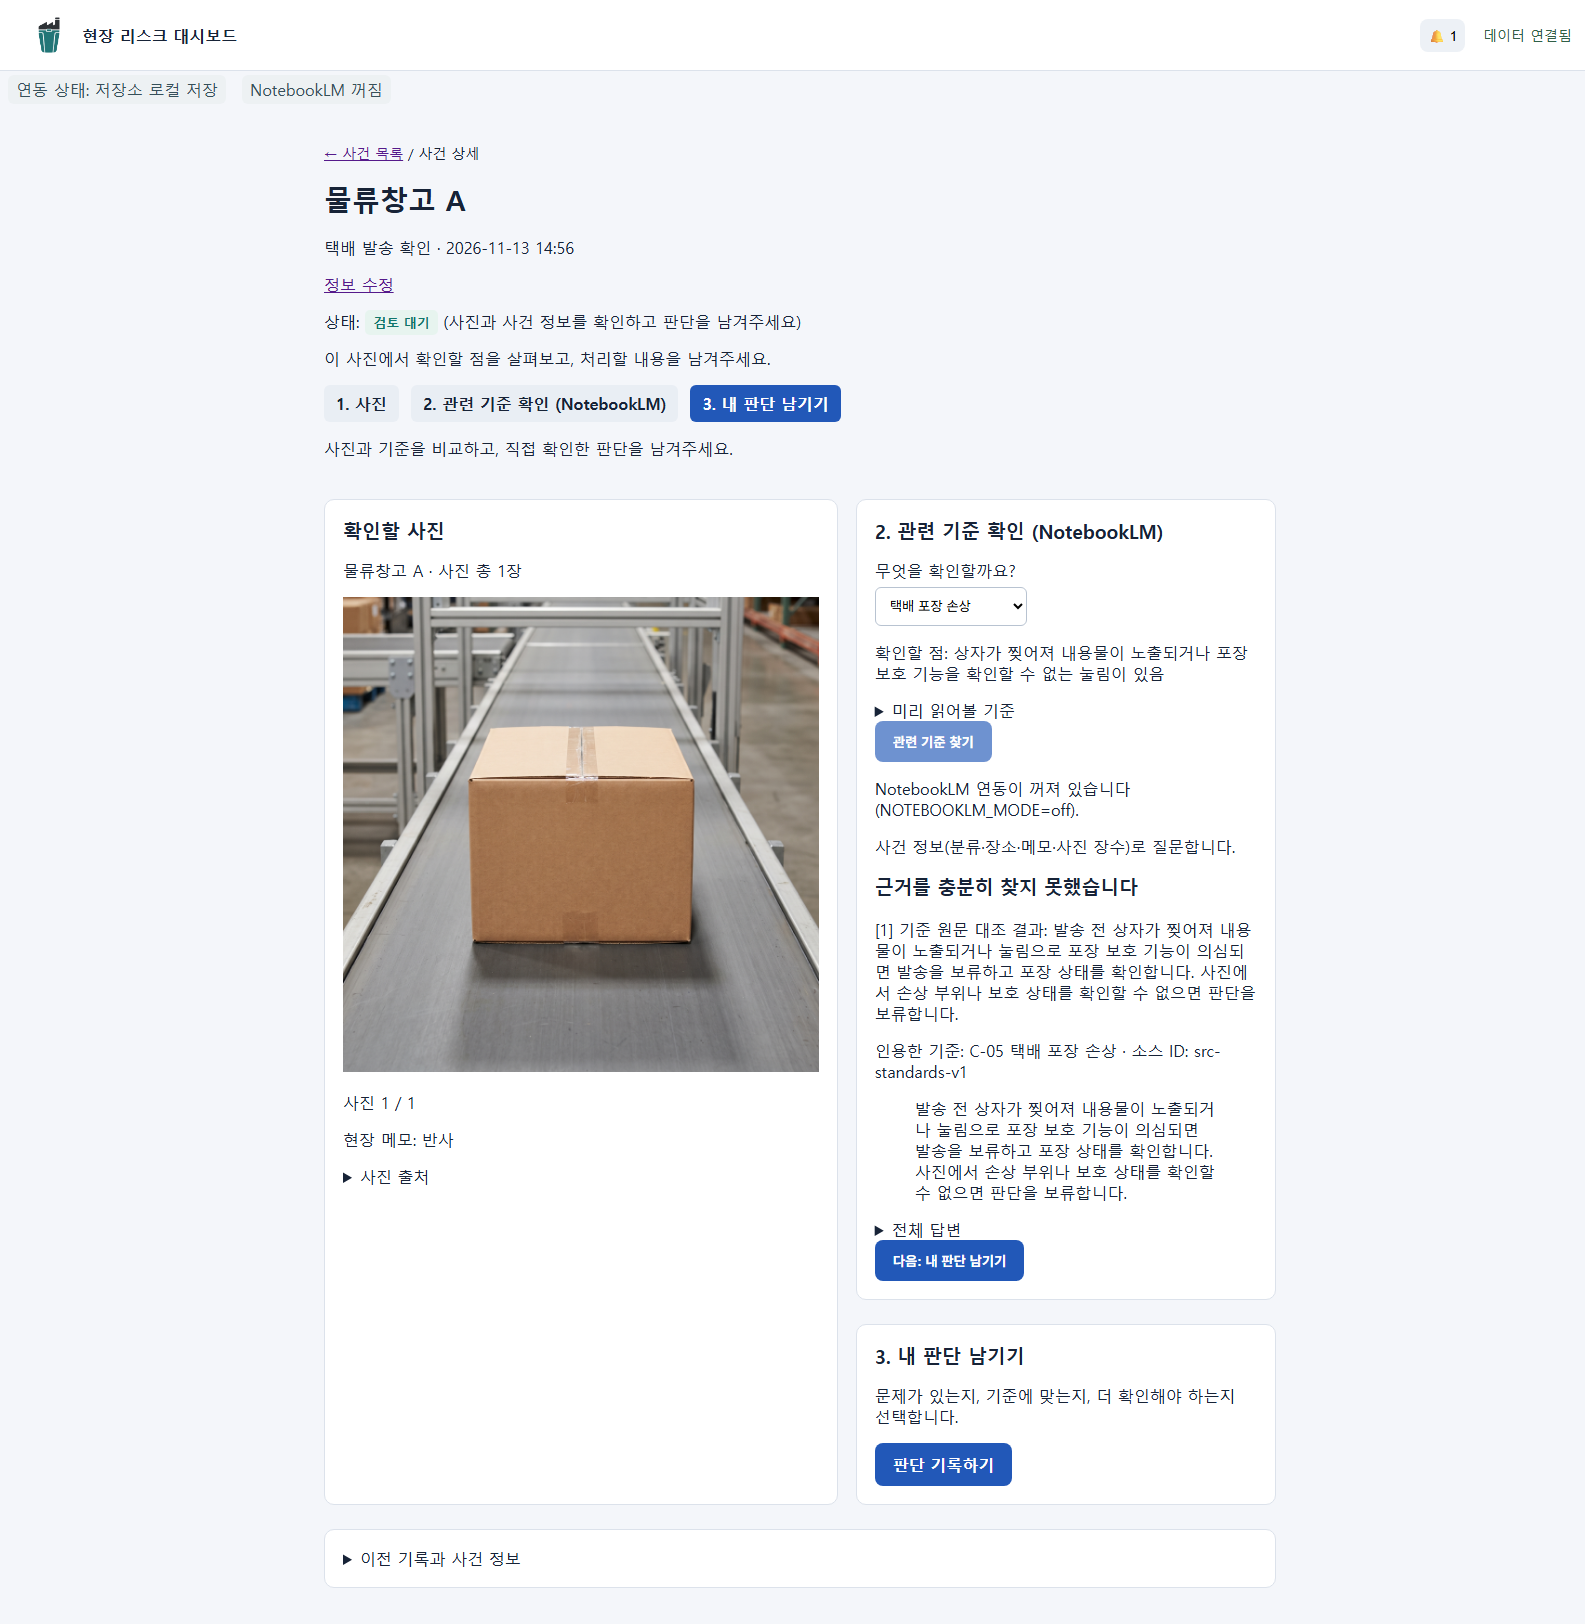 현장 리스크 대시보드
🔔 1
데이터 연결됨
연동 상태: 저장소 로컬 저장
NotebookLM 꺼짐
← 사건 목록 / 사건 상세
물류창고 A
택배 발송 확인 · 2026-11-13 14:56
정보 수정
상태: 검토 대기 (사진과 사건 정보를 확인하고 판단을 남겨주세요)
이 사진에서 확인할 점을 살펴보고, 처리할 내용을 남겨주세요.
1. 사진
2. 관련 기준 확인 (NotebookLM)
3. 내 판단 남기기
사진과 기준을 비교하고, 직접 확인한 판단을 남겨주세요.
확인할 사진
물류창고 A · 사진 총 1장
사진 1 / 1
현장 메모: 반사
▶ 사진 출처
2. 관련 기준 확인 (NotebookLM)
무엇을 확인할까요?
택배 포장 손상
확인할 점: 상자가 찢어져 내용물이 노출되거나 포장
보호 기능을 확인할 수 없는 눌림이 있음
▶ 미리 읽어볼 기준
관련 기준 찾기
NotebookLM 연동이 꺼져 있습니다
(NOTEBOOKLM_MODE=off).
사건 정보(분류·장소·메모·사진 장수)로 질문합니다.
근거를 충분히 찾지 못했습니다
[1] 기준 원문 대조 결과: 발송 전 상자가 찢어져 내용
물이 노출되거나 눌림으로 포장 보호 기능이 의심되
면 발송을 보류하고 포장 상태를 확인합니다. 사진에
서 손상 부위나 보호 상태를 확인할 수 없으면 판단을
보류합니다.
인용한 기준: C-05 택배 포장 손상 · 소스 ID: src-
standards-v1
발송 전 상자가 찢어져 내용물이 노출되거
나 눌림으로 포장 보호 기능이 의심되면
발송을 보류하고 포장 상태를 확인합니다.
사진에서 손상 부위나 보호 상태를 확인할
수 없으면 판단을 보류합니다.
▶ 전체 답변
다음: 내 판단 남기기
3. 내 판단 남기기
문제가 있는지, 기준에 맞는지, 더 확인해야 하는지
선택합니다.
판단 기록하기
▶ 이전 기록과 사건 정보